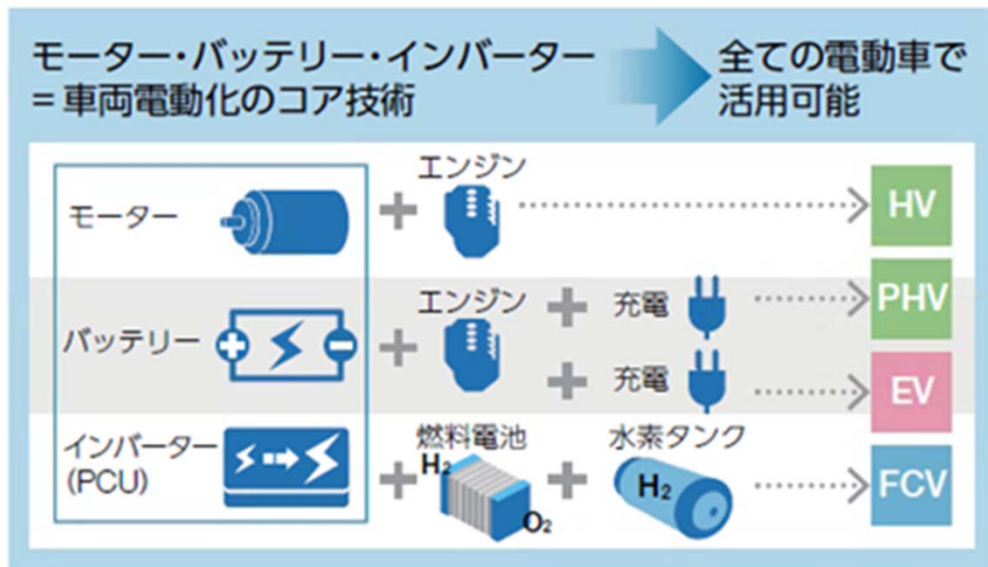 モーター・バッテリー・インバーター
= 車両電動化のコア技術
全ての電動車で
活用可能
モーター
エンジン
HV
バッテリー
エンジン
充電
PHV
充電
EV
インバーター
(PCU)
燃料電池
H₂
O₂
水素タンク
H₂
FCV